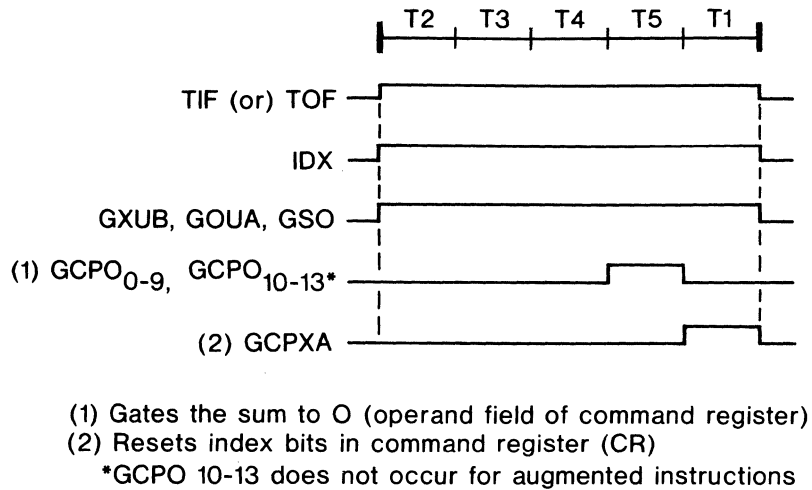 T2 T3 T4 T5 T1
TIF (or) TOF
IDX
GXUB, GOUA, GSO
(1) GCPO0-9, GCPO10-13*
(2) GCPXA
(1) Gates the sum to O (operand field of command register)
(2) Resets index bits in command register (CR)
*GCPO 10-13 does not occur for augmented instructions